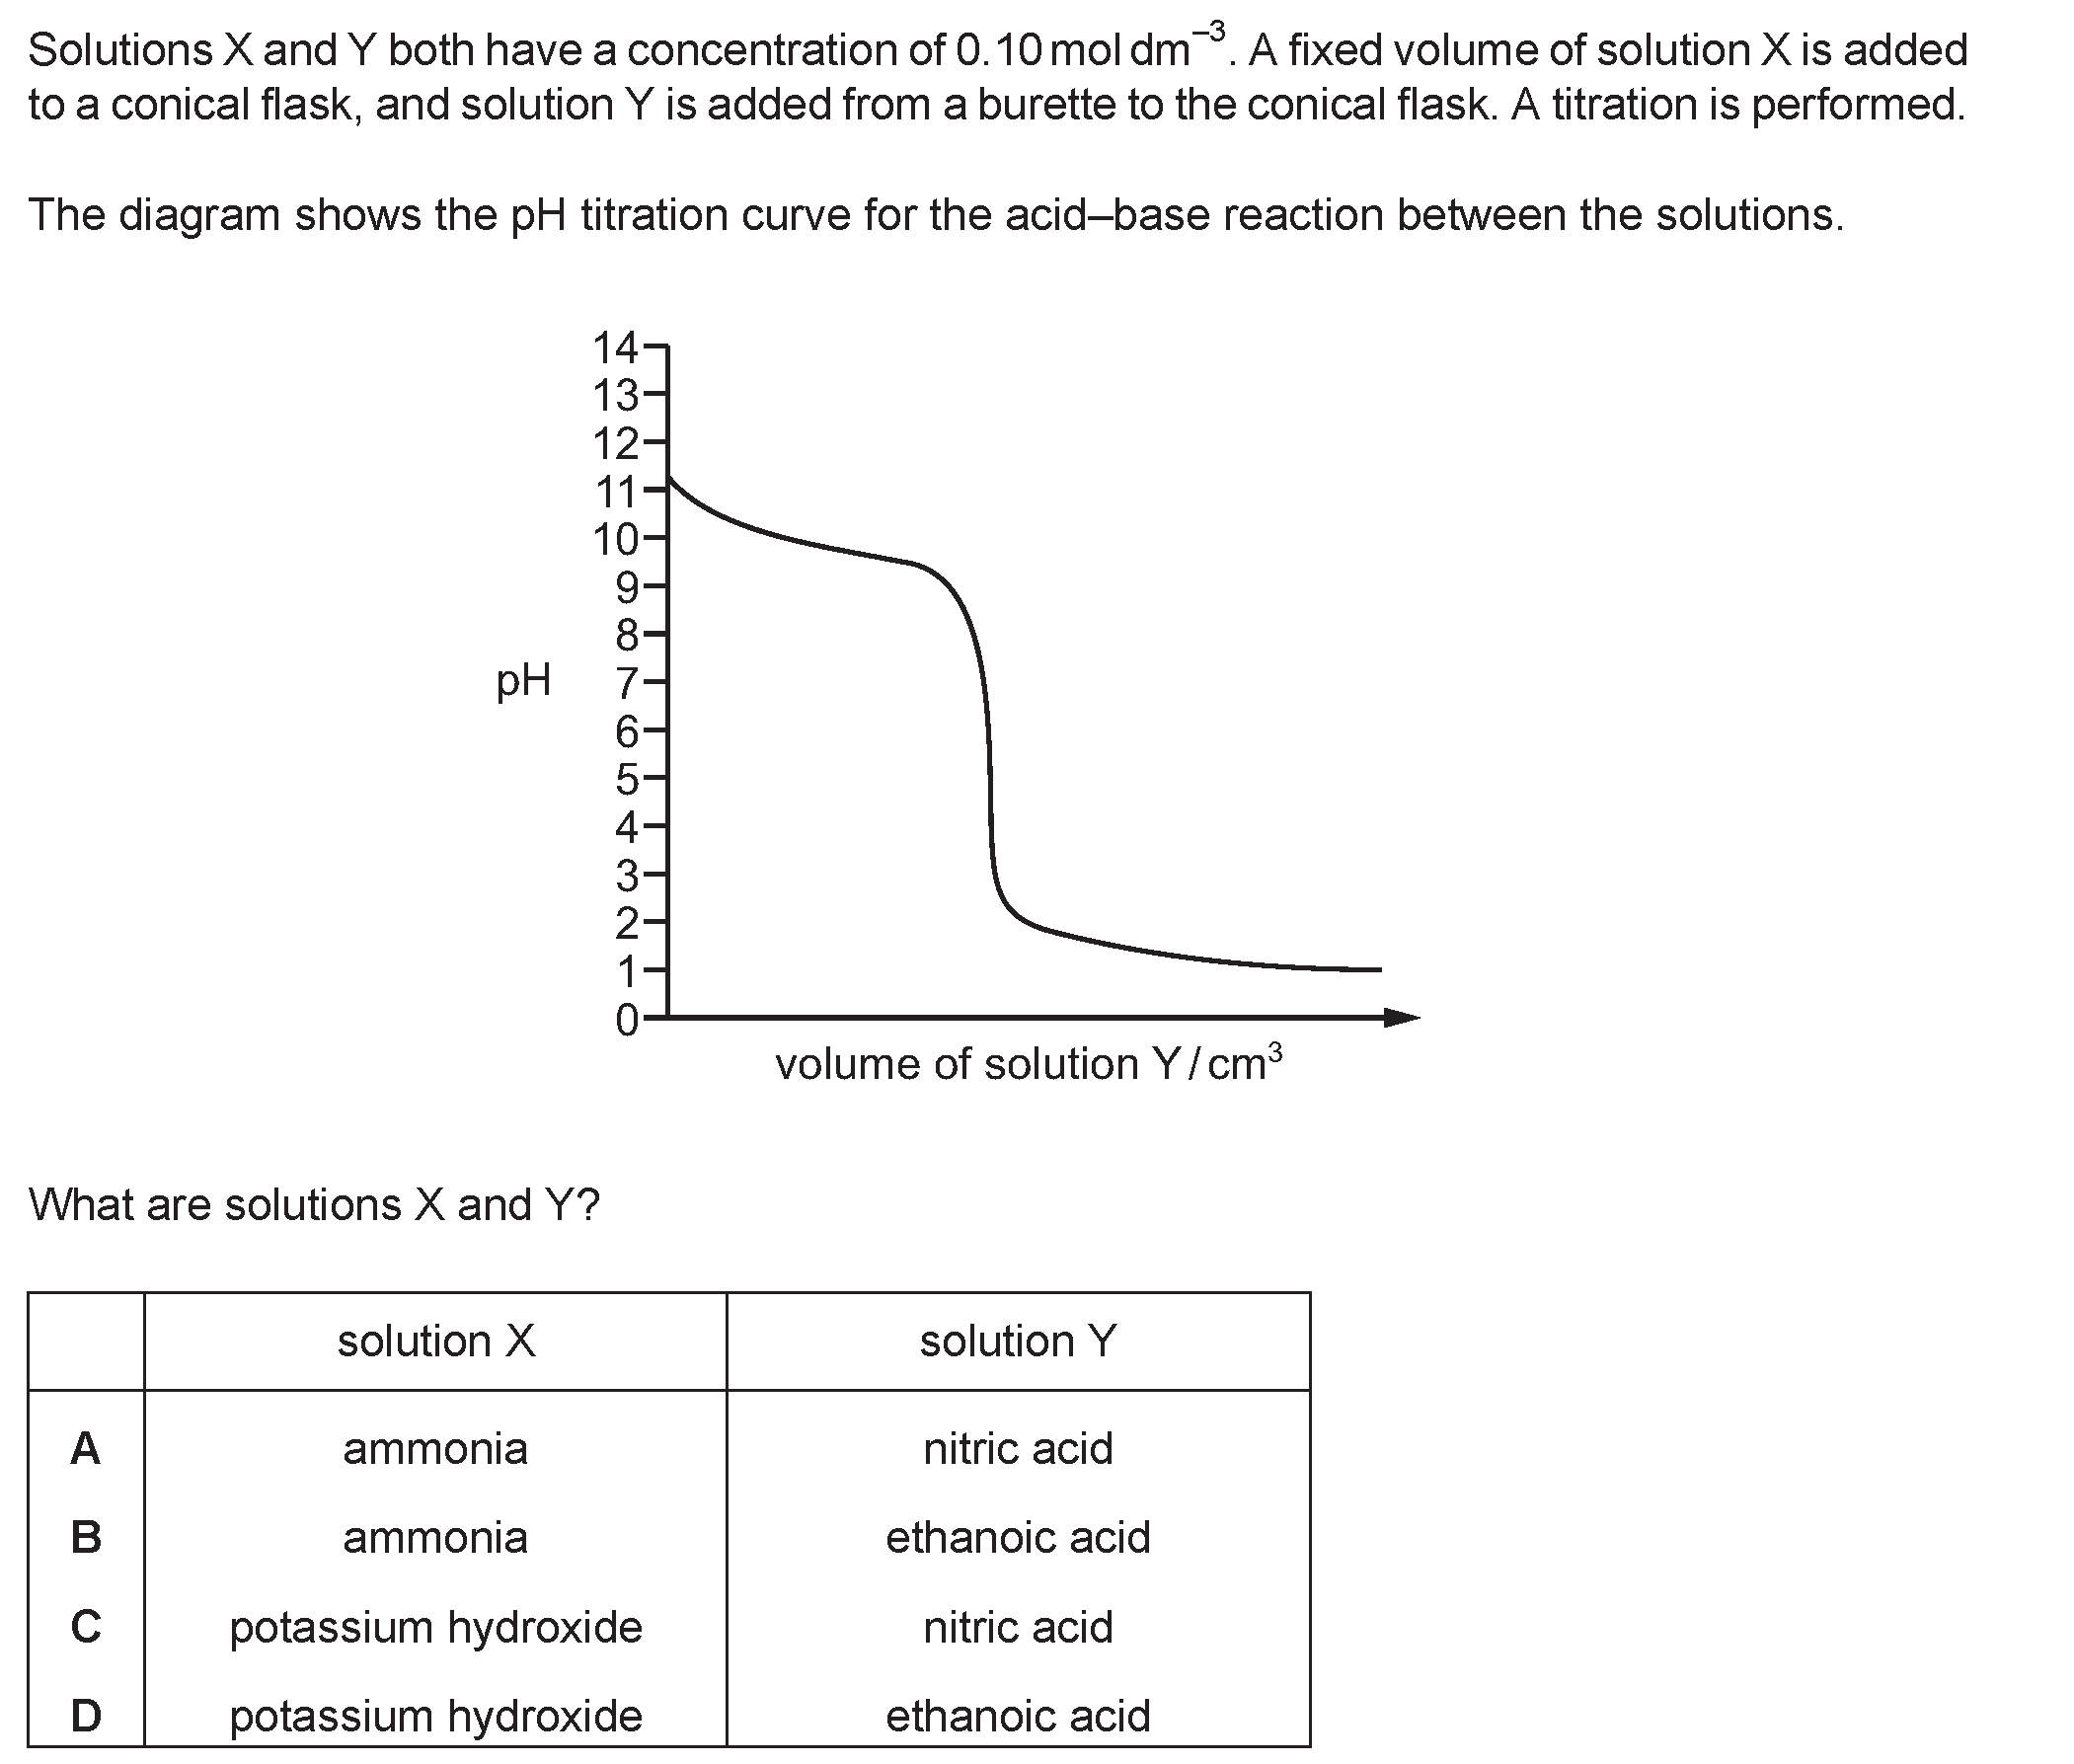 Solutions X and Y both have a concentration of 0.10 mol dm⁻³. A fixed volume of solution X is added
to a conical flask, and solution Y is added from a burette to the conical flask. A titration is performed.
The diagram shows the pH titration curve for the acid–base reaction between the solutions.
14
13
12
11
10
9
8
pH 7
6
5
4
3
2
1
0
volume of solution Y / cm³
What are solutions X and Y?
solution X solution Y
A ammonia nitric acid
B ammonia ethanoic acid
C potassium hydroxide nitric acid
D potassium hydroxide ethanoic acid